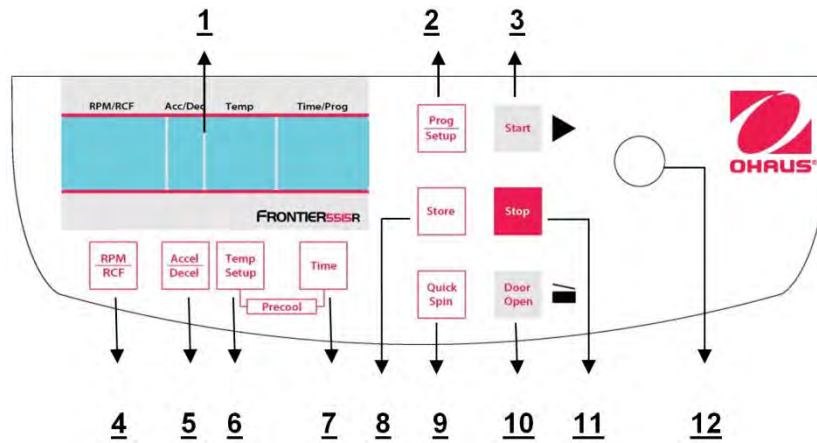 1
2
3
RPM/RCF
Acc/Dec
Temp
Time/Prog
Prog
Setup
Start
OHAUS®
FRONTIER5515R
Store
Stop
RPM
RCF
Accel
Decel
Temp
Setup
Time
Precool
Quick
Spin
Door
Open
4
5
6
7
8
9
10
11
12